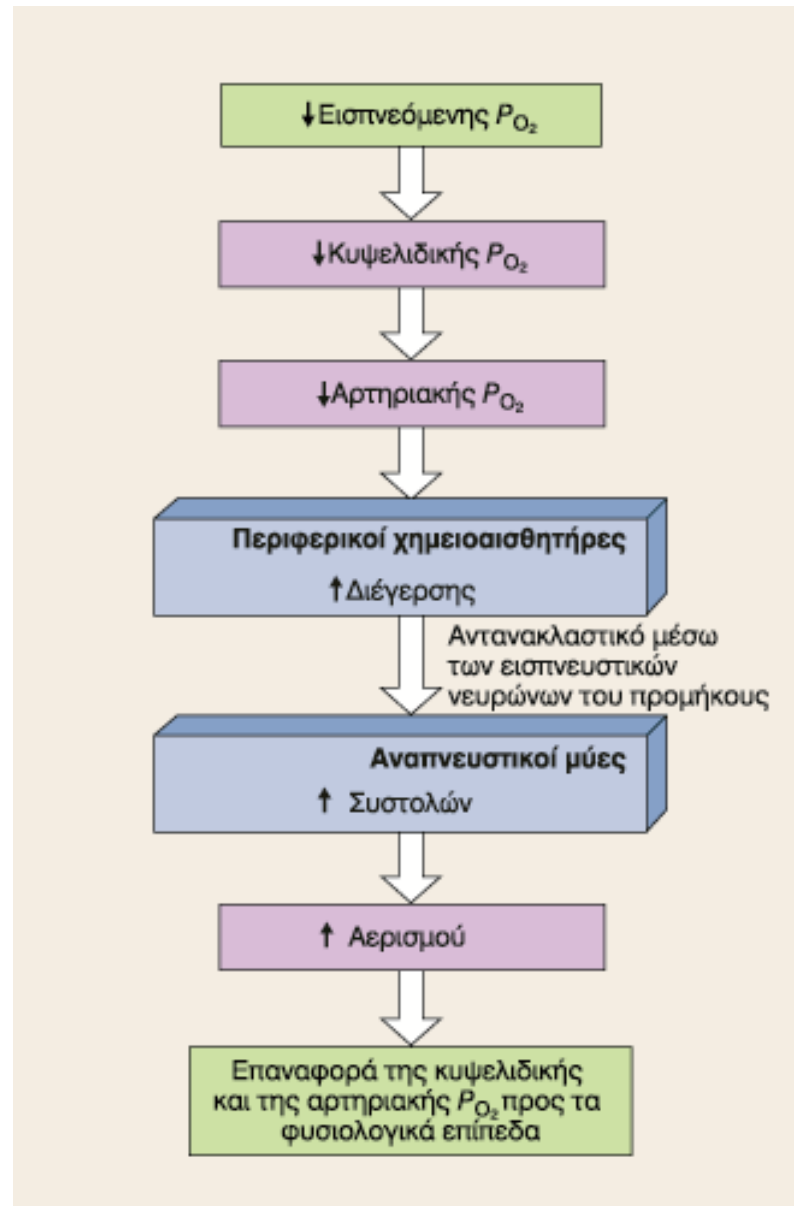 ↓Εισπνεόμενης PO₂
↓Κυψελιδικής PO₂
↓Αρτηριακής PO₂
Περιφερικοί χημειοαισθητήρες
↑Διέγερσης
Αντανακλαστικό μέσω
των εισπνευστικών
νευρώνων του προμήκους
Αναπνευστικοί μύες
↑ Συστολών
↑ Αερισμού
Επαναφορά της κυψελιδικής
και της αρτηριακής PO₂ προς τα
φυσιολογικά επίπεδα